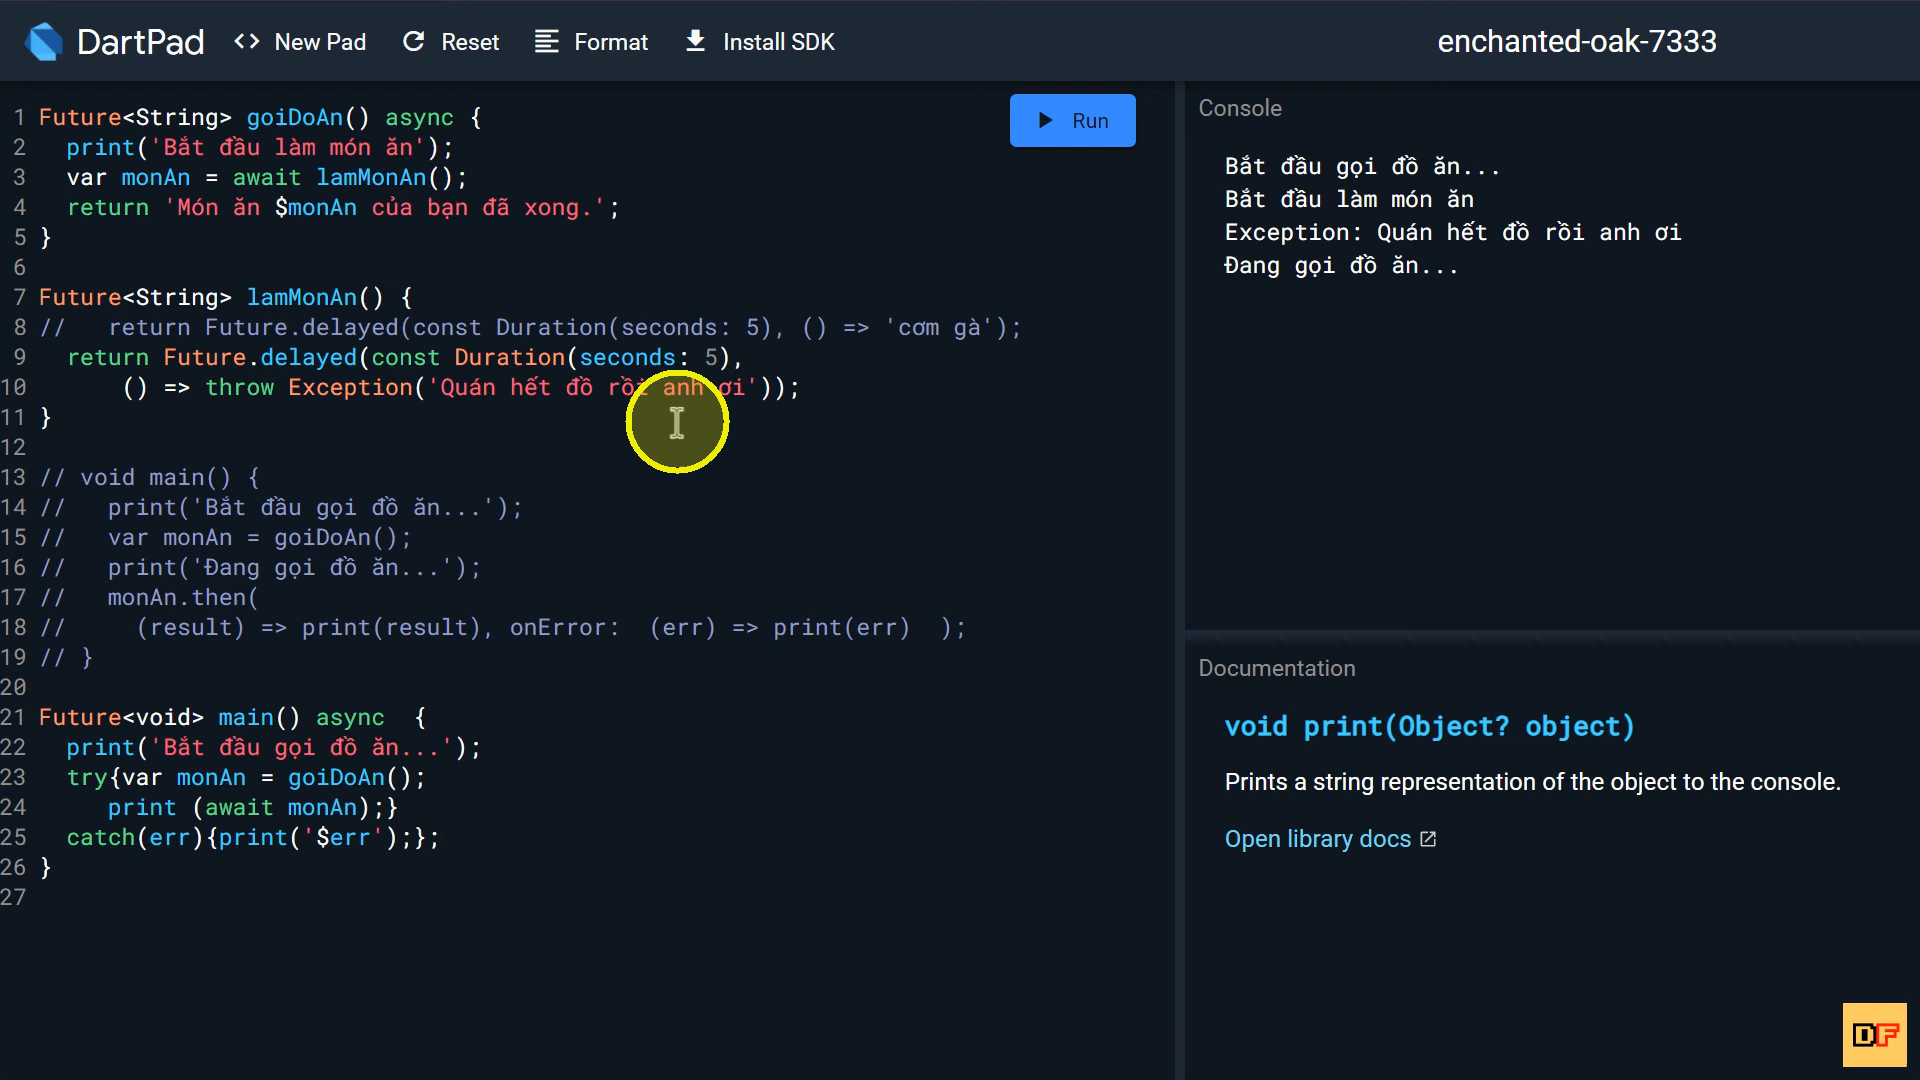 DartPad
<> New Pad
Reset
Format
Install SDK
enchanted-oak-7333
1 Future<String> goiDoAn() async {
2   print('Bắt đầu làm món ăn');
3   var monAn = await lamMonAn();
4   return 'Món ăn $monAn của bạn đã xong.';
5 }
6
7 Future<String> lamMonAn() {
8 //   return Future.delayed(const Duration(seconds: 5), () => 'cơm gà');
9   return Future.delayed(const Duration(seconds: 5),
10       () => throw Exception('Quán hết đồ rồi anh ơi'));
11 }
12
13 // void main() {
14 //   print('Bắt đầu gọi đồ ăn...');
15 //   var monAn = goiDoAn();
16 //   print('Đang gọi đồ ăn...');
17 //   monAn.then(
18 //     (result) => print(result), onError:  (err) => print(err)  );
19 // }
20
21 Future<void> main() async  {
22   print('Bắt đầu gọi đồ ăn...');
23   try{var monAn = goiDoAn();
24      print (await monAn);}
25   catch(err){print('$err');};
26 }
27
Run
Console
Bắt đầu gọi đồ ăn...
Bắt đầu làm món ăn
Exception: Quán hết đồ rồi anh ơi
Đang gọi đồ ăn...
Documentation
void print(Object? object)
Prints a string representation of the object to the console.
Open library docs
DF